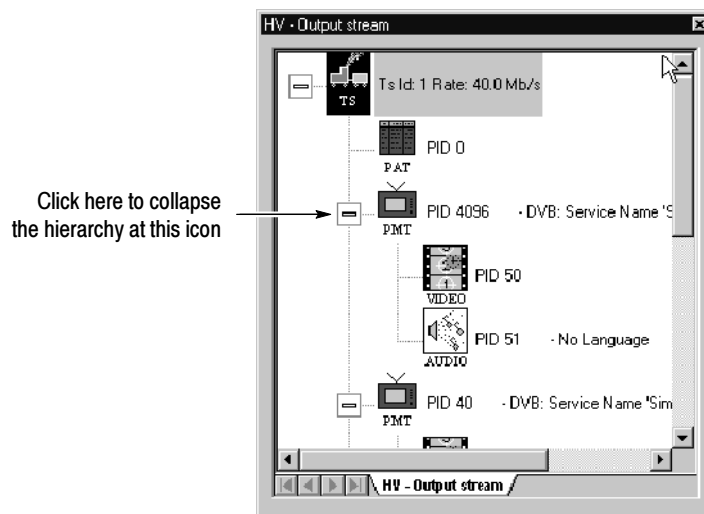 HV - Output stream
Ts Id: 1 Rate: 40.0 Mb/s
TS
PID 0
PAT
Click here to collapse
the hierarchy at this icon
PID 4096 - DVB: Service Name 'S
PMT
PID 50
VIDEO
PID 51 - No Language
AUDIO
PID 40 - DVB: Service Name 'Sim
PMT
HV - Output stream